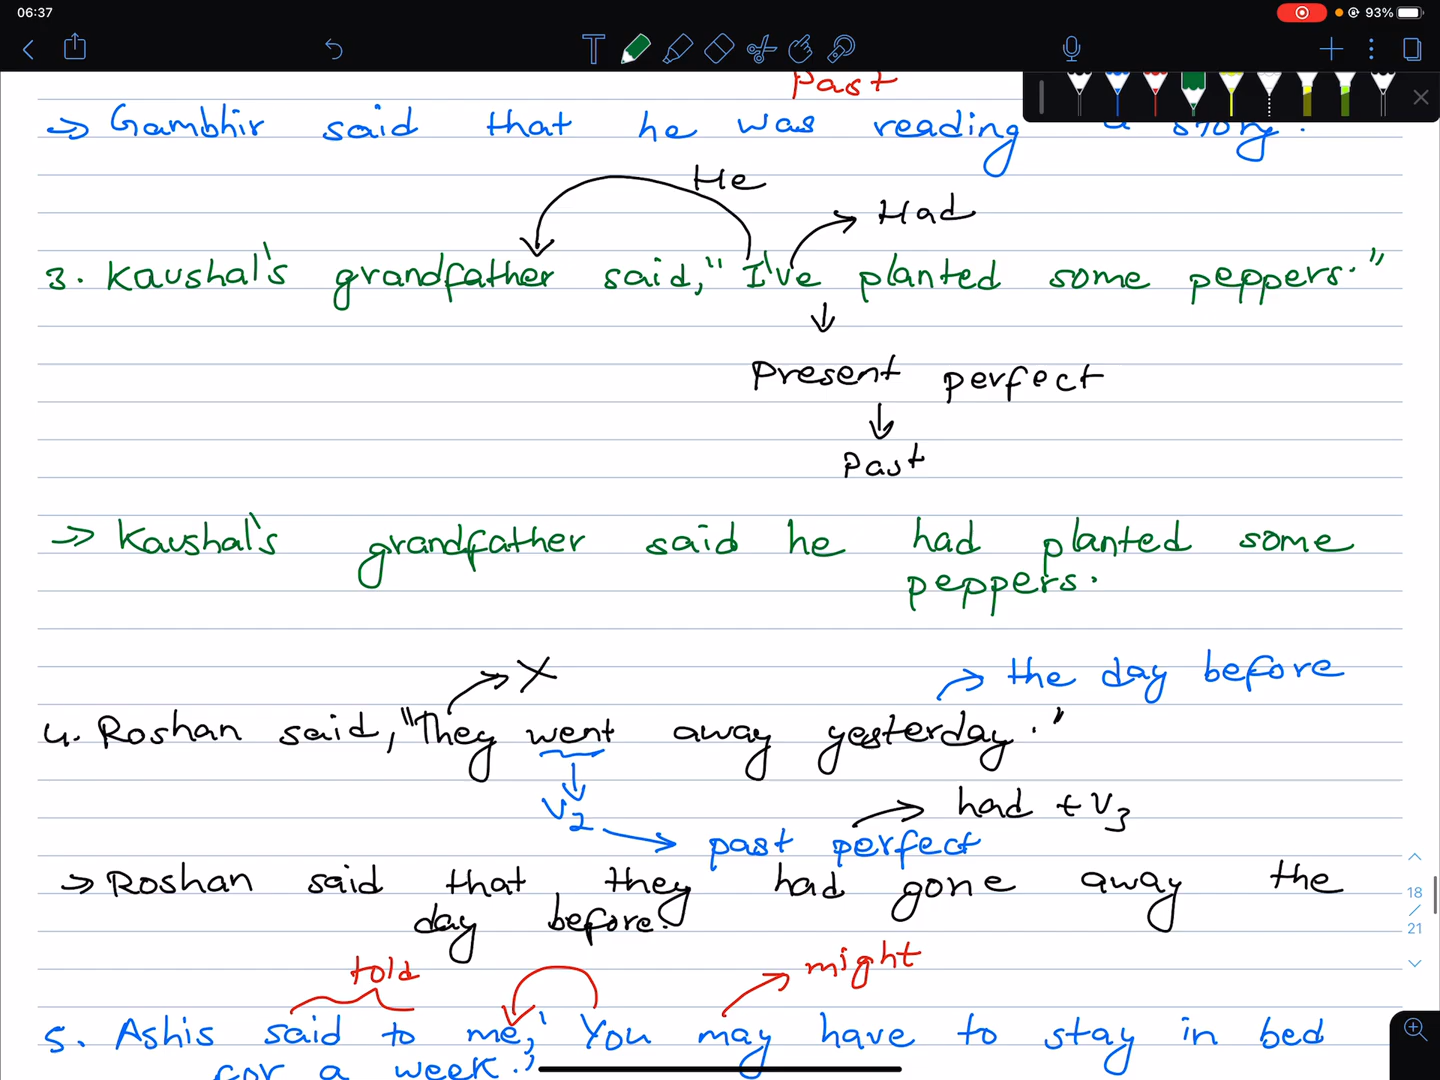 06:37
93%
Past
→ Gambhir said that he was reading a story.
He
Had
3. Kaushal's grandfather said, "I've planted some peppers."
Present perfect
Past
→ Kaushal's grandfather said he had planted some
peppers.
X
the day before
4. Roshan said, "They went away yesterday."
V2
had + V3
past perfect
→ Roshan said that they had gone away the
day before.
18
/
21
told
might
5. Ashis said to me, "You may have to stay in bed
for a week."